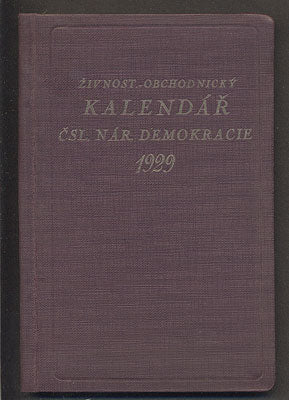 ŽIVNOST.-OBCHODNICKÝ
KALENDÁŘ
ČSL. NÁR. DEMOKRACIE
1929